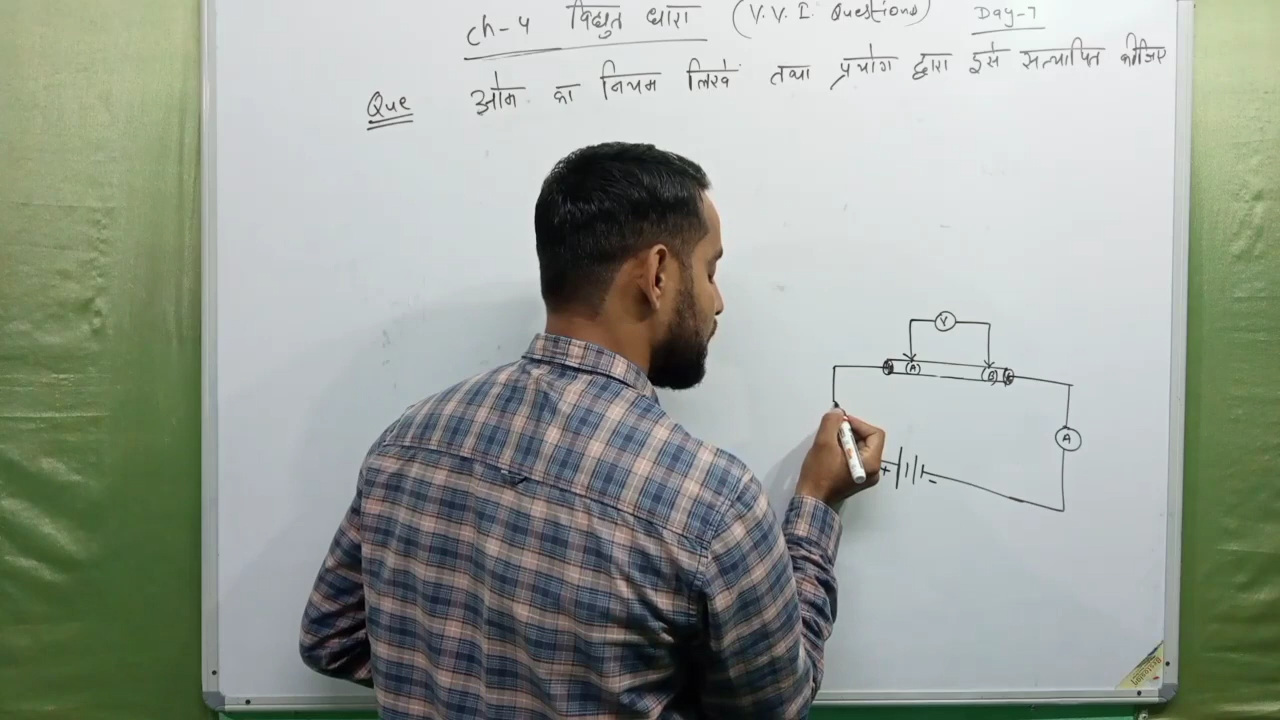 ch-4 विद्युत धारा (V.V.I. Questions) Day-7
Que ओम का नियम लिखे तथा प्रयोग द्वारा इसे सत्यापित कीजिए
V
(A) (B)
A
+ -